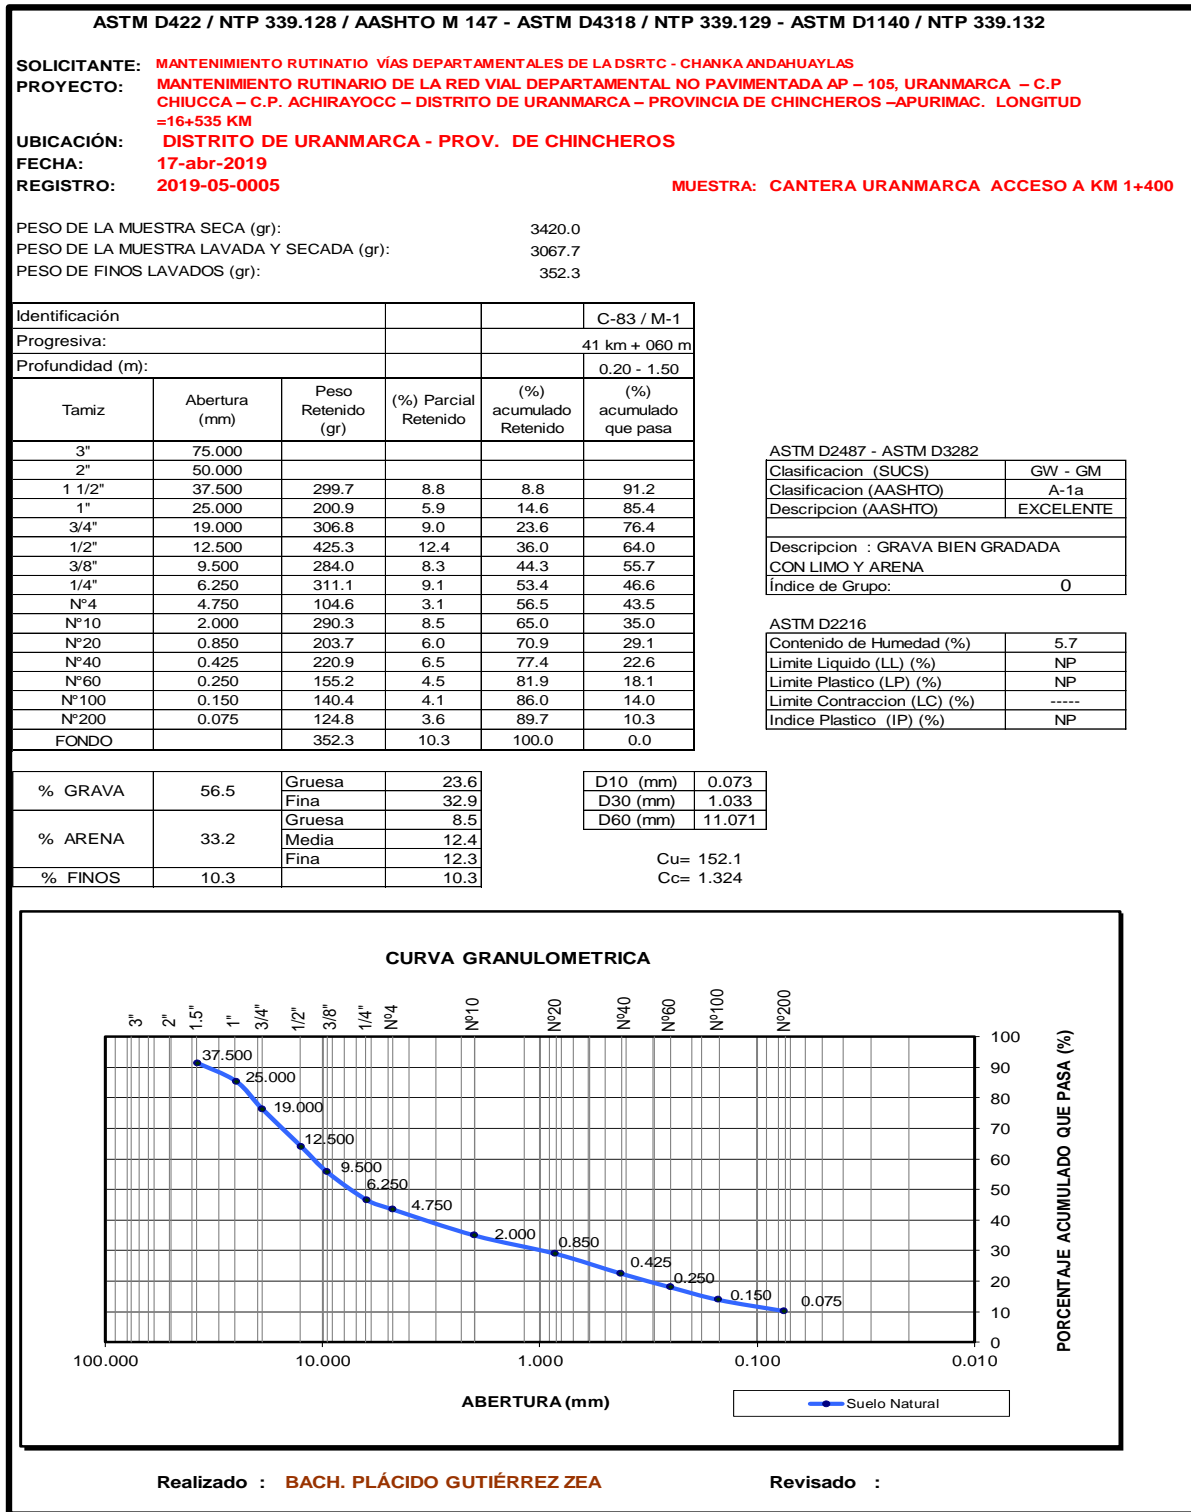 ASTM D422 / NTP 339.128 / AASHTO M 147 - ASTM D4318 / NTP 339.129 - ASTM D1140 / NTP 339.132
SOLICITANTE: MANTENIMIENTO RUTINATIO VÍAS DEPARTAMENTALES DE LA DSRTC - CHANKA ANDAHUAYLAS
PROYECTO: MANTENIMIENTO RUTINARIO DE LA RED VIAL DEPARTAMENTAL NO PAVIMENTADA AP – 105, URANMARCA – C.P
CHIUCCA – C.P. ACHIRAYOCC – DISTRITO DE URANMARCA – PROVINCIA DE CHINCHEROS –APURIMAC. LONGITUD
=16+535 KM
UBICACIÓN: DISTRITO DE URANMARCA - PROV. DE CHINCHEROS
FECHA: 17-abr-2019
REGISTRO: 2019-05-0005 MUESTRA: CANTERA URANMARCA ACCESO A KM 1+400
PESO DE LA MUESTRA SECA (gr): 3420.0
PESO DE LA MUESTRA LAVADA Y SECADA (gr): 3067.7
PESO DE FINOS LAVADOS (gr): 352.3
Identificación C-83 / M-1
Progresiva: 41 km + 060 m
Profundidad (m): 0.20 - 1.50
Tamiz Abertura (mm) Peso Retenido (gr) (%) Parcial Retenido (%) acumulado Retenido (%) acumulado que pasa
3" 75.000
2" 50.000
1 1/2" 37.500 299.7 8.8 8.8 91.2
1" 25.000 200.9 5.9 14.6 85.4
3/4" 19.000 306.8 9.0 23.6 76.4
1/2" 12.500 425.3 12.4 36.0 64.0
3/8" 9.500 284.0 8.3 44.3 55.7
1/4" 6.250 311.1 9.1 53.4 46.6
N°4 4.750 104.6 3.1 56.5 43.5
N°10 2.000 290.3 8.5 65.0 35.0
N°20 0.850 203.7 6.0 70.9 29.1
N°40 0.425 220.9 6.5 77.4 22.6
N°60 0.250 155.2 4.5 81.9 18.1
N°100 0.150 140.4 4.1 86.0 14.0
N°200 0.075 124.8 3.6 89.7 10.3
FONDO 352.3 10.3 100.0 0.0
ASTM D2487 - ASTM D3282
Clasificacion (SUCS) GW - GM
Clasificacion (AASHTO) A-1a
Descripcion (AASHTO) EXCELENTE
Descripcion : GRAVA BIEN GRADADA
CON LIMO Y ARENA
Índice de Grupo: 0
ASTM D2216
Contenido de Humedad (%) 5.7
Limite Liquido (LL) (%) NP
Limite Plastico (LP) (%) NP
Limite Contraccion (LC) (%) -----
Indice Plastico (IP) (%) NP
% GRAVA 56.5 Gruesa 23.6
Fina 32.9
% ARENA 33.2 Gruesa 8.5
Media 12.4
Fina 12.3
% FINOS 10.3 10.3
D10 (mm) 0.073
D30 (mm) 1.033
D60 (mm) 11.071
Cu= 152.1
Cc= 1.324
CURVA GRANULOMETRICA
3" 2" 1.5" 1" 3/4" 1/2" 3/8" 1/4" Nº4 Nº10 Nº20 Nº40 Nº60 Nº100 Nº200
37.500
25.000
19.000
12.500
9.500
6.250
4.750
2.000
0.850
0.425
0.250
0.150
0.075
100
90
80
70
60
50
40
30
20
10
0
PORCENTAJE ACUMULADO QUE PASA (%)
100.000 10.000 1.000 0.100 0.010
ABERTURA (mm)
Suelo Natural
Realizado : BACH. PLÁCIDO GUTIÉRREZ ZEA Revisado :